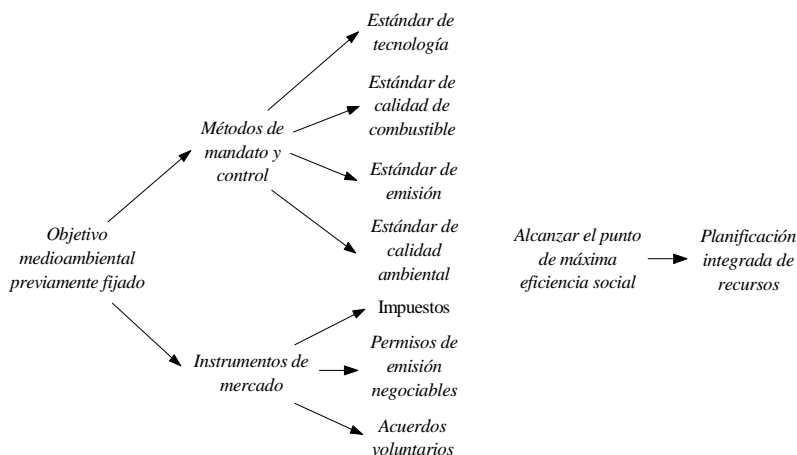 Objetivo
medioambiental
previamente fijado
Métodos de
mandato y
control
Estándar de
tecnología
Estándar de
calidad de
combustible
Estándar de
emisión
Estándar de
calidad
ambiental
Instrumentos de
mercado
Impuestos
Permisos de
emisión
negociables
Acuerdos
voluntarios
Alcanzar el punto
de máxima
eficiencia social
Planificación
integrada de
recursos